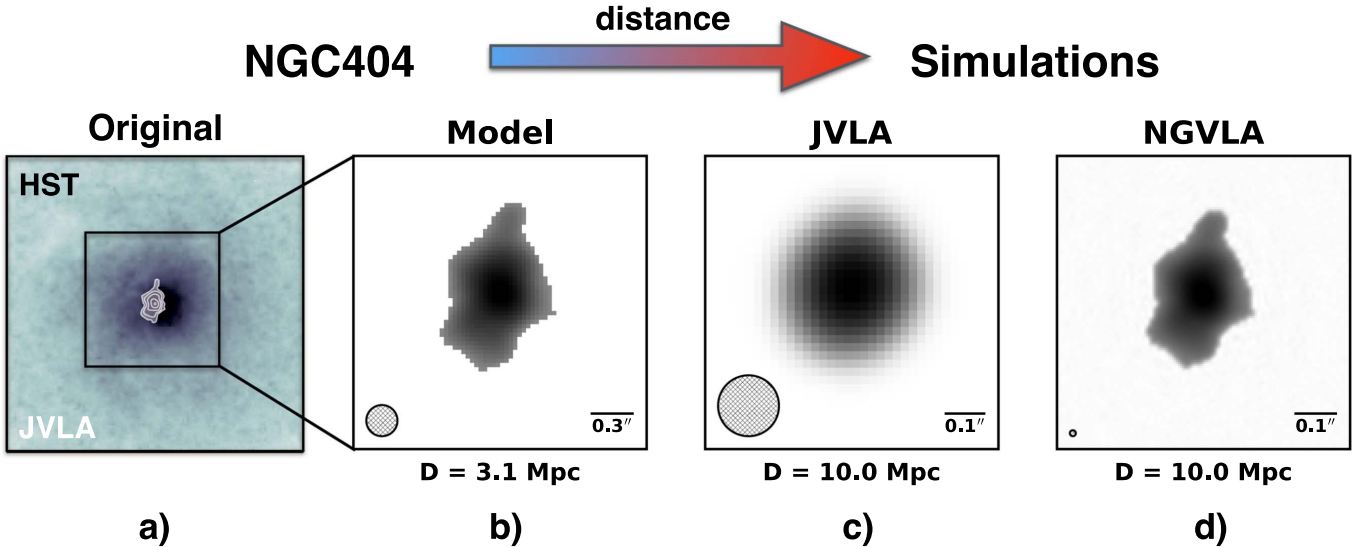 distance
NGC404
Simulations
Original
Model
JVLA
NGVLA
HST
JVLA
0.3″
0.1″
0.1″
D = 3.1 Mpc
D = 10.0 Mpc
D = 10.0 Mpc
a)
b)
c)
d)